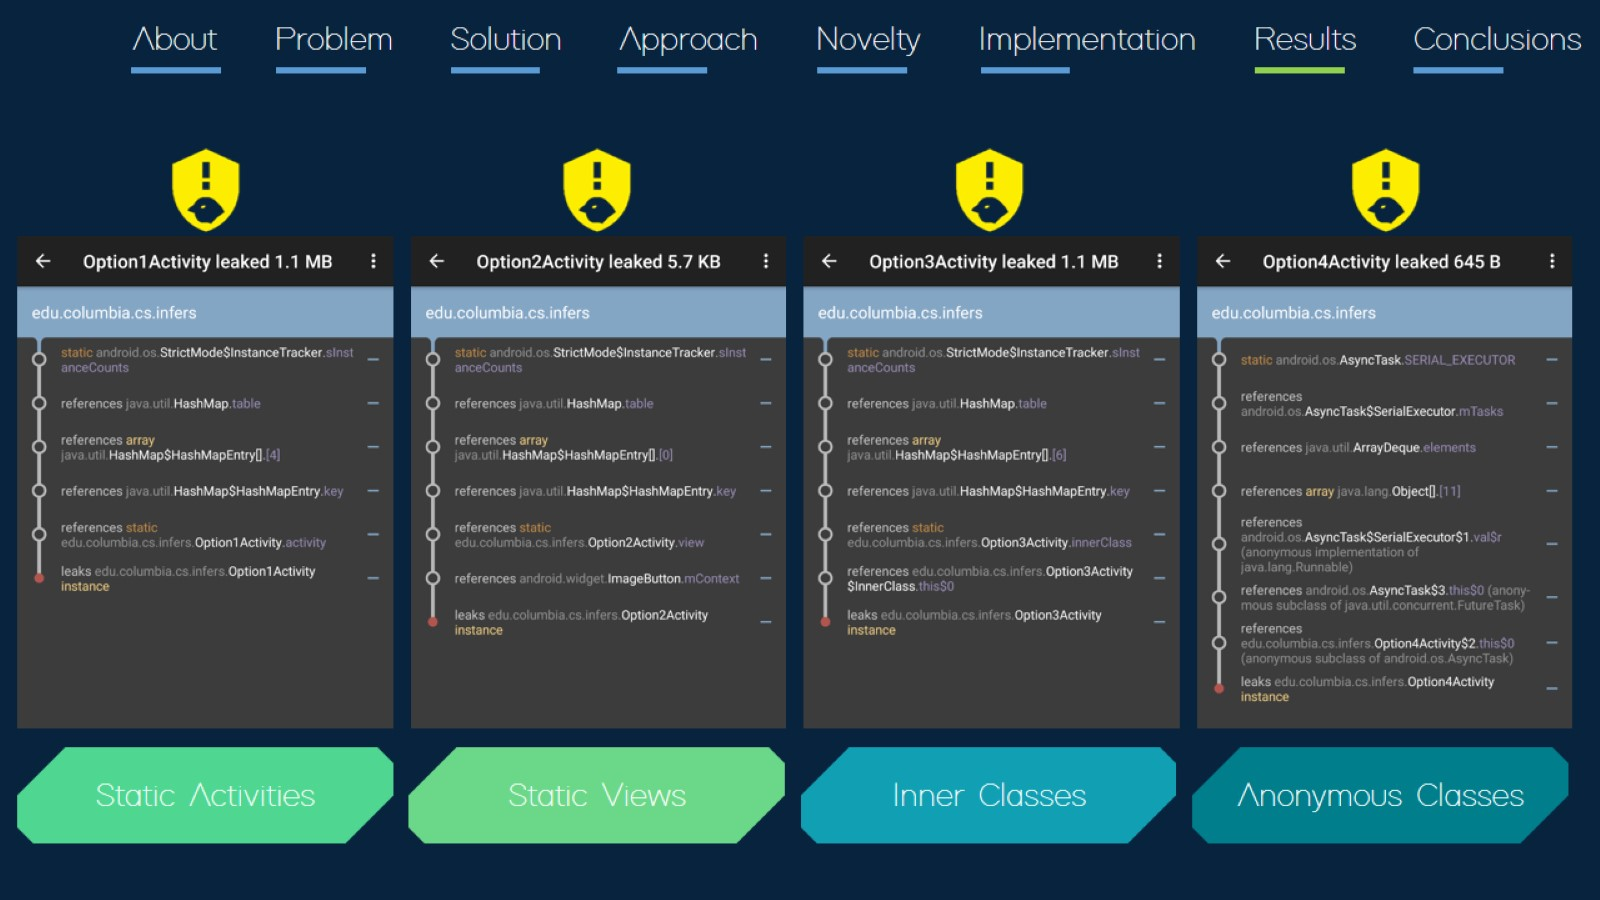 About Problem Solution Approach Novelty Implementation Results Conclusions
Option1Activity leaked 1.1 MB
edu.columbia.cs.infers
static android.os.StrictMode$InstanceTracker.sInst
anceCounts
references java.util.HashMap.table
references array
java.util.HashMap$HashMapEntry[].[4]
references java.util.HashMap$HashMapEntry.key
references static
edu.columbia.cs.infers.Option1Activity.activity
leaks edu.columbia.cs.infers.Option1Activity
instance
Static Activities
Option2Activity leaked 5.7 KB
edu.columbia.cs.infers
static android.os.StrictMode$InstanceTracker.sInst
anceCounts
references java.util.HashMap.table
references array
java.util.HashMap$HashMapEntry[].[0]
references java.util.HashMap$HashMapEntry.key
references static
edu.columbia.cs.infers.Option2Activity.view
references android.widget.ImageButton.mContext
leaks edu.columbia.cs.infers.Option2Activity
instance
Static Views
Option3Activity leaked 1.1 MB
edu.columbia.cs.infers
static android.os.StrictMode$InstanceTracker.sInst
anceCounts
references java.util.HashMap.table
references array
java.util.HashMap$HashMapEntry[].[6]
references java.util.HashMap$HashMapEntry.key
references static
edu.columbia.cs.infers.Option3Activity.innerClass
references edu.columbia.cs.infers.Option3Activity
$InnerClass.this$0
leaks edu.columbia.cs.infers.Option3Activity
instance
Inner Classes
Option4Activity leaked 645 B
edu.columbia.cs.infers
static android.os.AsyncTask.SERIAL_EXECUTOR
references
android.os.AsyncTask$SerialExecutor.mTasks
references java.util.ArrayDeque.elements
references array java.lang.Object[].[11]
references
android.os.AsyncTask$SerialExecutor$1.val$r
(anonymous implementation of
java.lang.Runnable)
references android.os.AsyncTask$3.this$0 (anony-
mous subclass of java.util.concurrent.FutureTask)
references
edu.columbia.cs.infers.Option4Activity$2.this$0
(anonymous subclass of android.os.AsyncTask)
leaks edu.columbia.cs.infers.Option4Activity
instance
Anonymous Classes